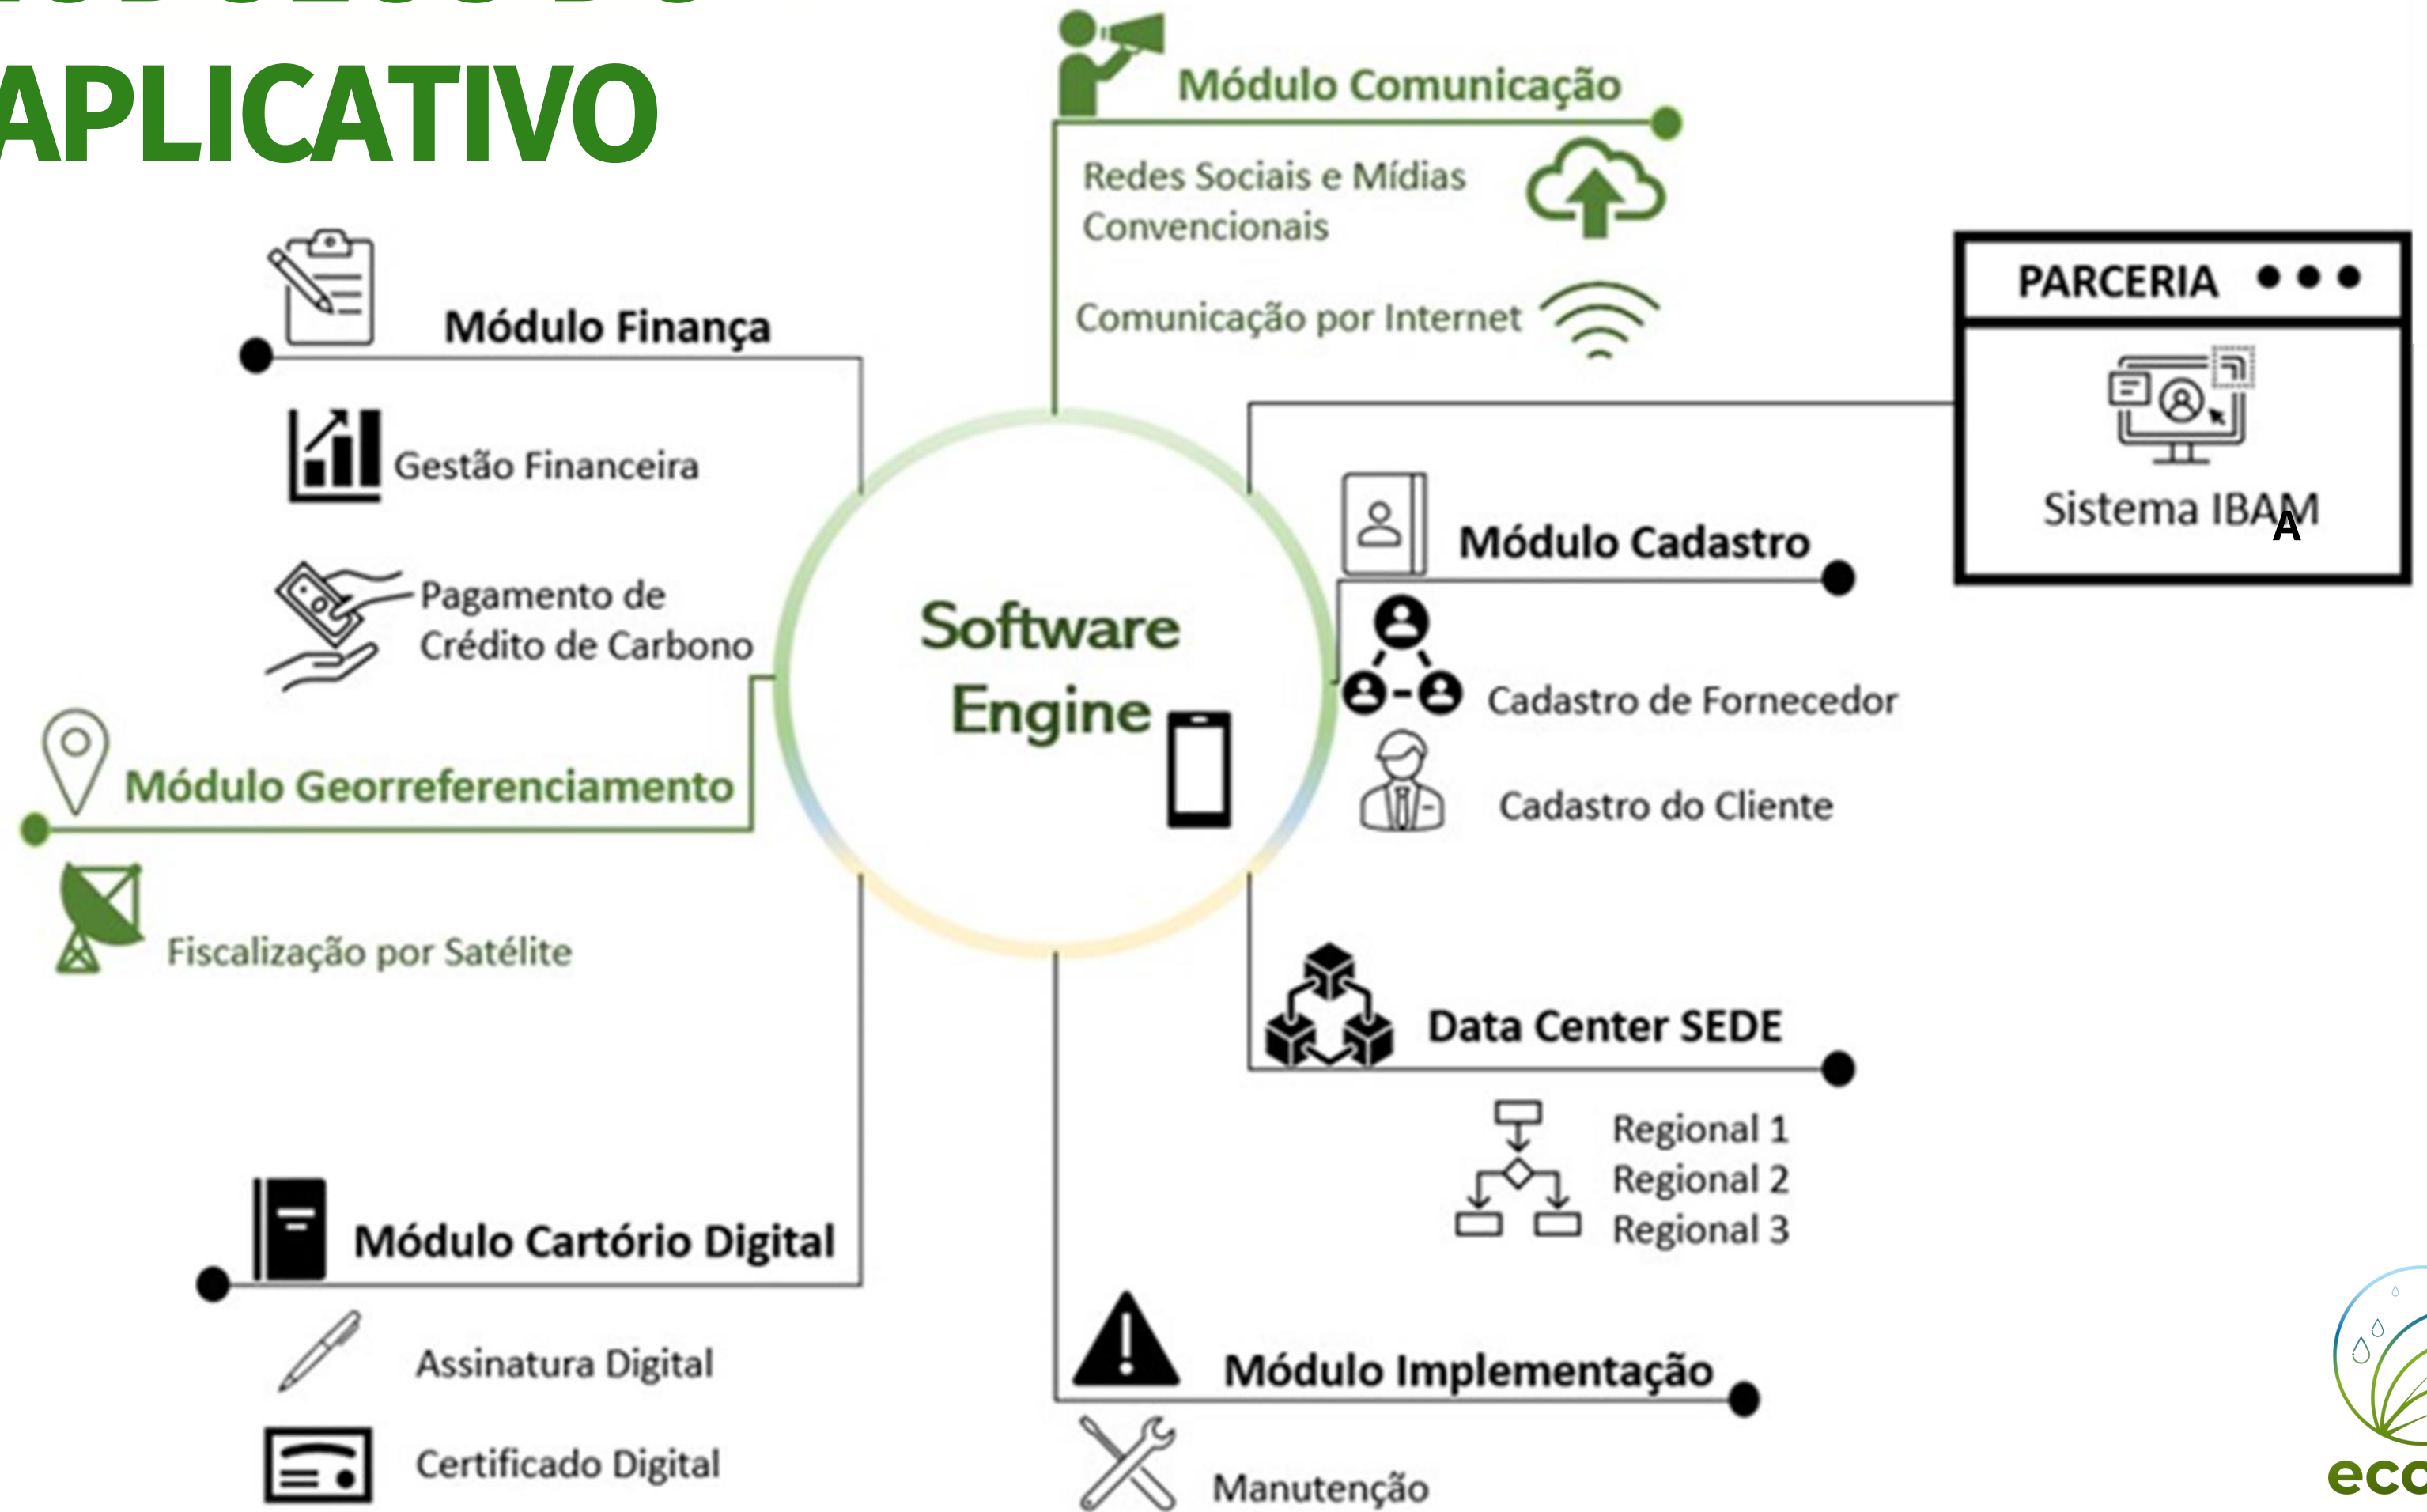 APLICATIVO
Módulo Comunicação
Redes Sociais e Mídias
Convencionais
Comunicação por Internet
PARCERIA
Sistema IBAM
A
Módulo Finança
Gestão Financeira
Pagamento de
Crédito de Carbono
Software
Engine
Módulo Cadastro
Cadastro de Fornecedor
Cadastro do Cliente
Módulo Georreferenciamento
Fiscalização por Satélite
Data Center SEDE
Regional 1
Regional 2
Regional 3
Módulo Cartório Digital
Assinatura Digital
Certificado Digital
Módulo Implementação
Manutenção